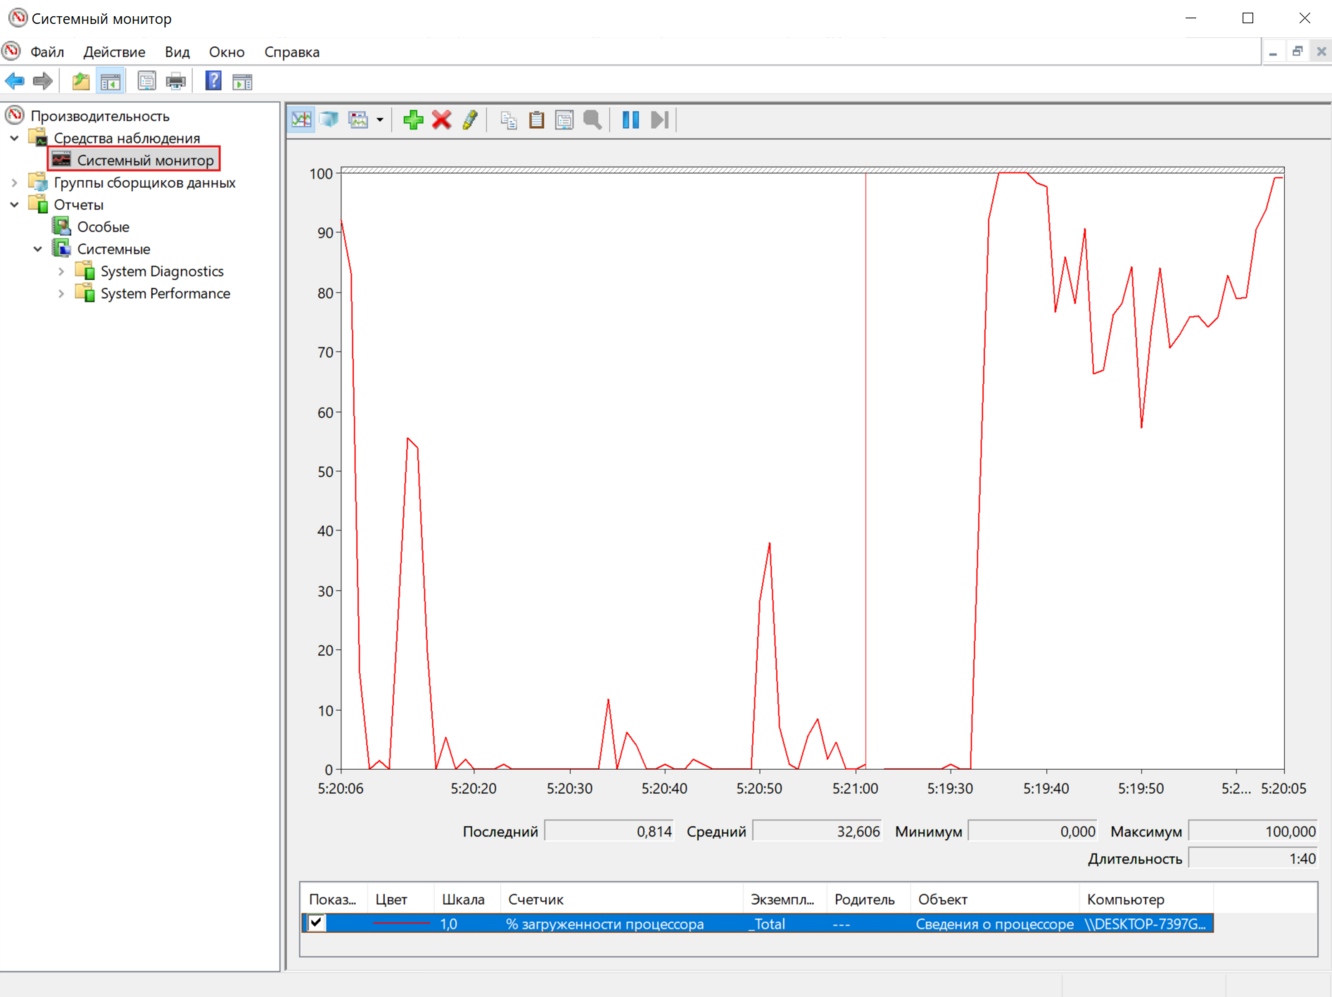 Системный монитор
Файл Действие Вид Окно Справка
Производительность
Средства наблюдения
Системный монитор
Группы сборщиков данных
Отчеты
Особые
Системные
System Diagnostics
System Performance
100
90
80
70
60
50
40
30
20
10
0
5:20:06 5:20:20 5:20:30 5:20:40 5:20:50 5:21:00 5:19:30 5:19:40 5:19:50 5:2... 5:20:05
Последний 0,814 Средний 32,606 Минимум 0,000 Максимум 100,000
Длительность 1:40
Показ... Цвет Шкала Счетчик Экземпл... Родитель Объект Компьютер
1,0 % загруженности процессора _Total --- Сведения о процессоре \\DESKTOP-7397G...